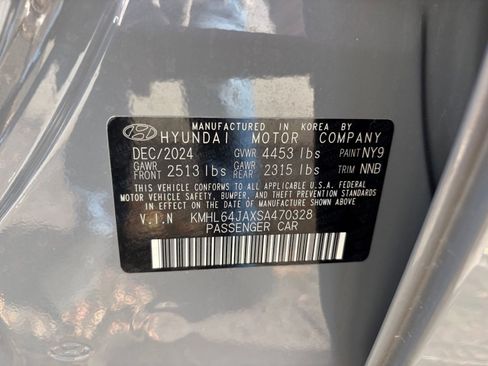 MANUFACTURED IN KOREA BY
HYUNDAI MOTOR COMPANY
DEC/2024 GVWR 4453 lbs PAINT NY9
GAWR FRONT 2513 lbs GAWR REAR 2315 lbs TRIM NNB
THIS VEHICLE CONFORMS TO ALL APPLICABLE U.S.A. FEDERAL
MOTOR VEHICLE SAFETY, BUMPER, AND THEFT PREVENTION
STANDARDS IN EFFECT ON THE DATE OF MANUFACTURE SHOWN ABOVE.
V.I.N KMHL64JAXSA470328
PASSENGER CAR